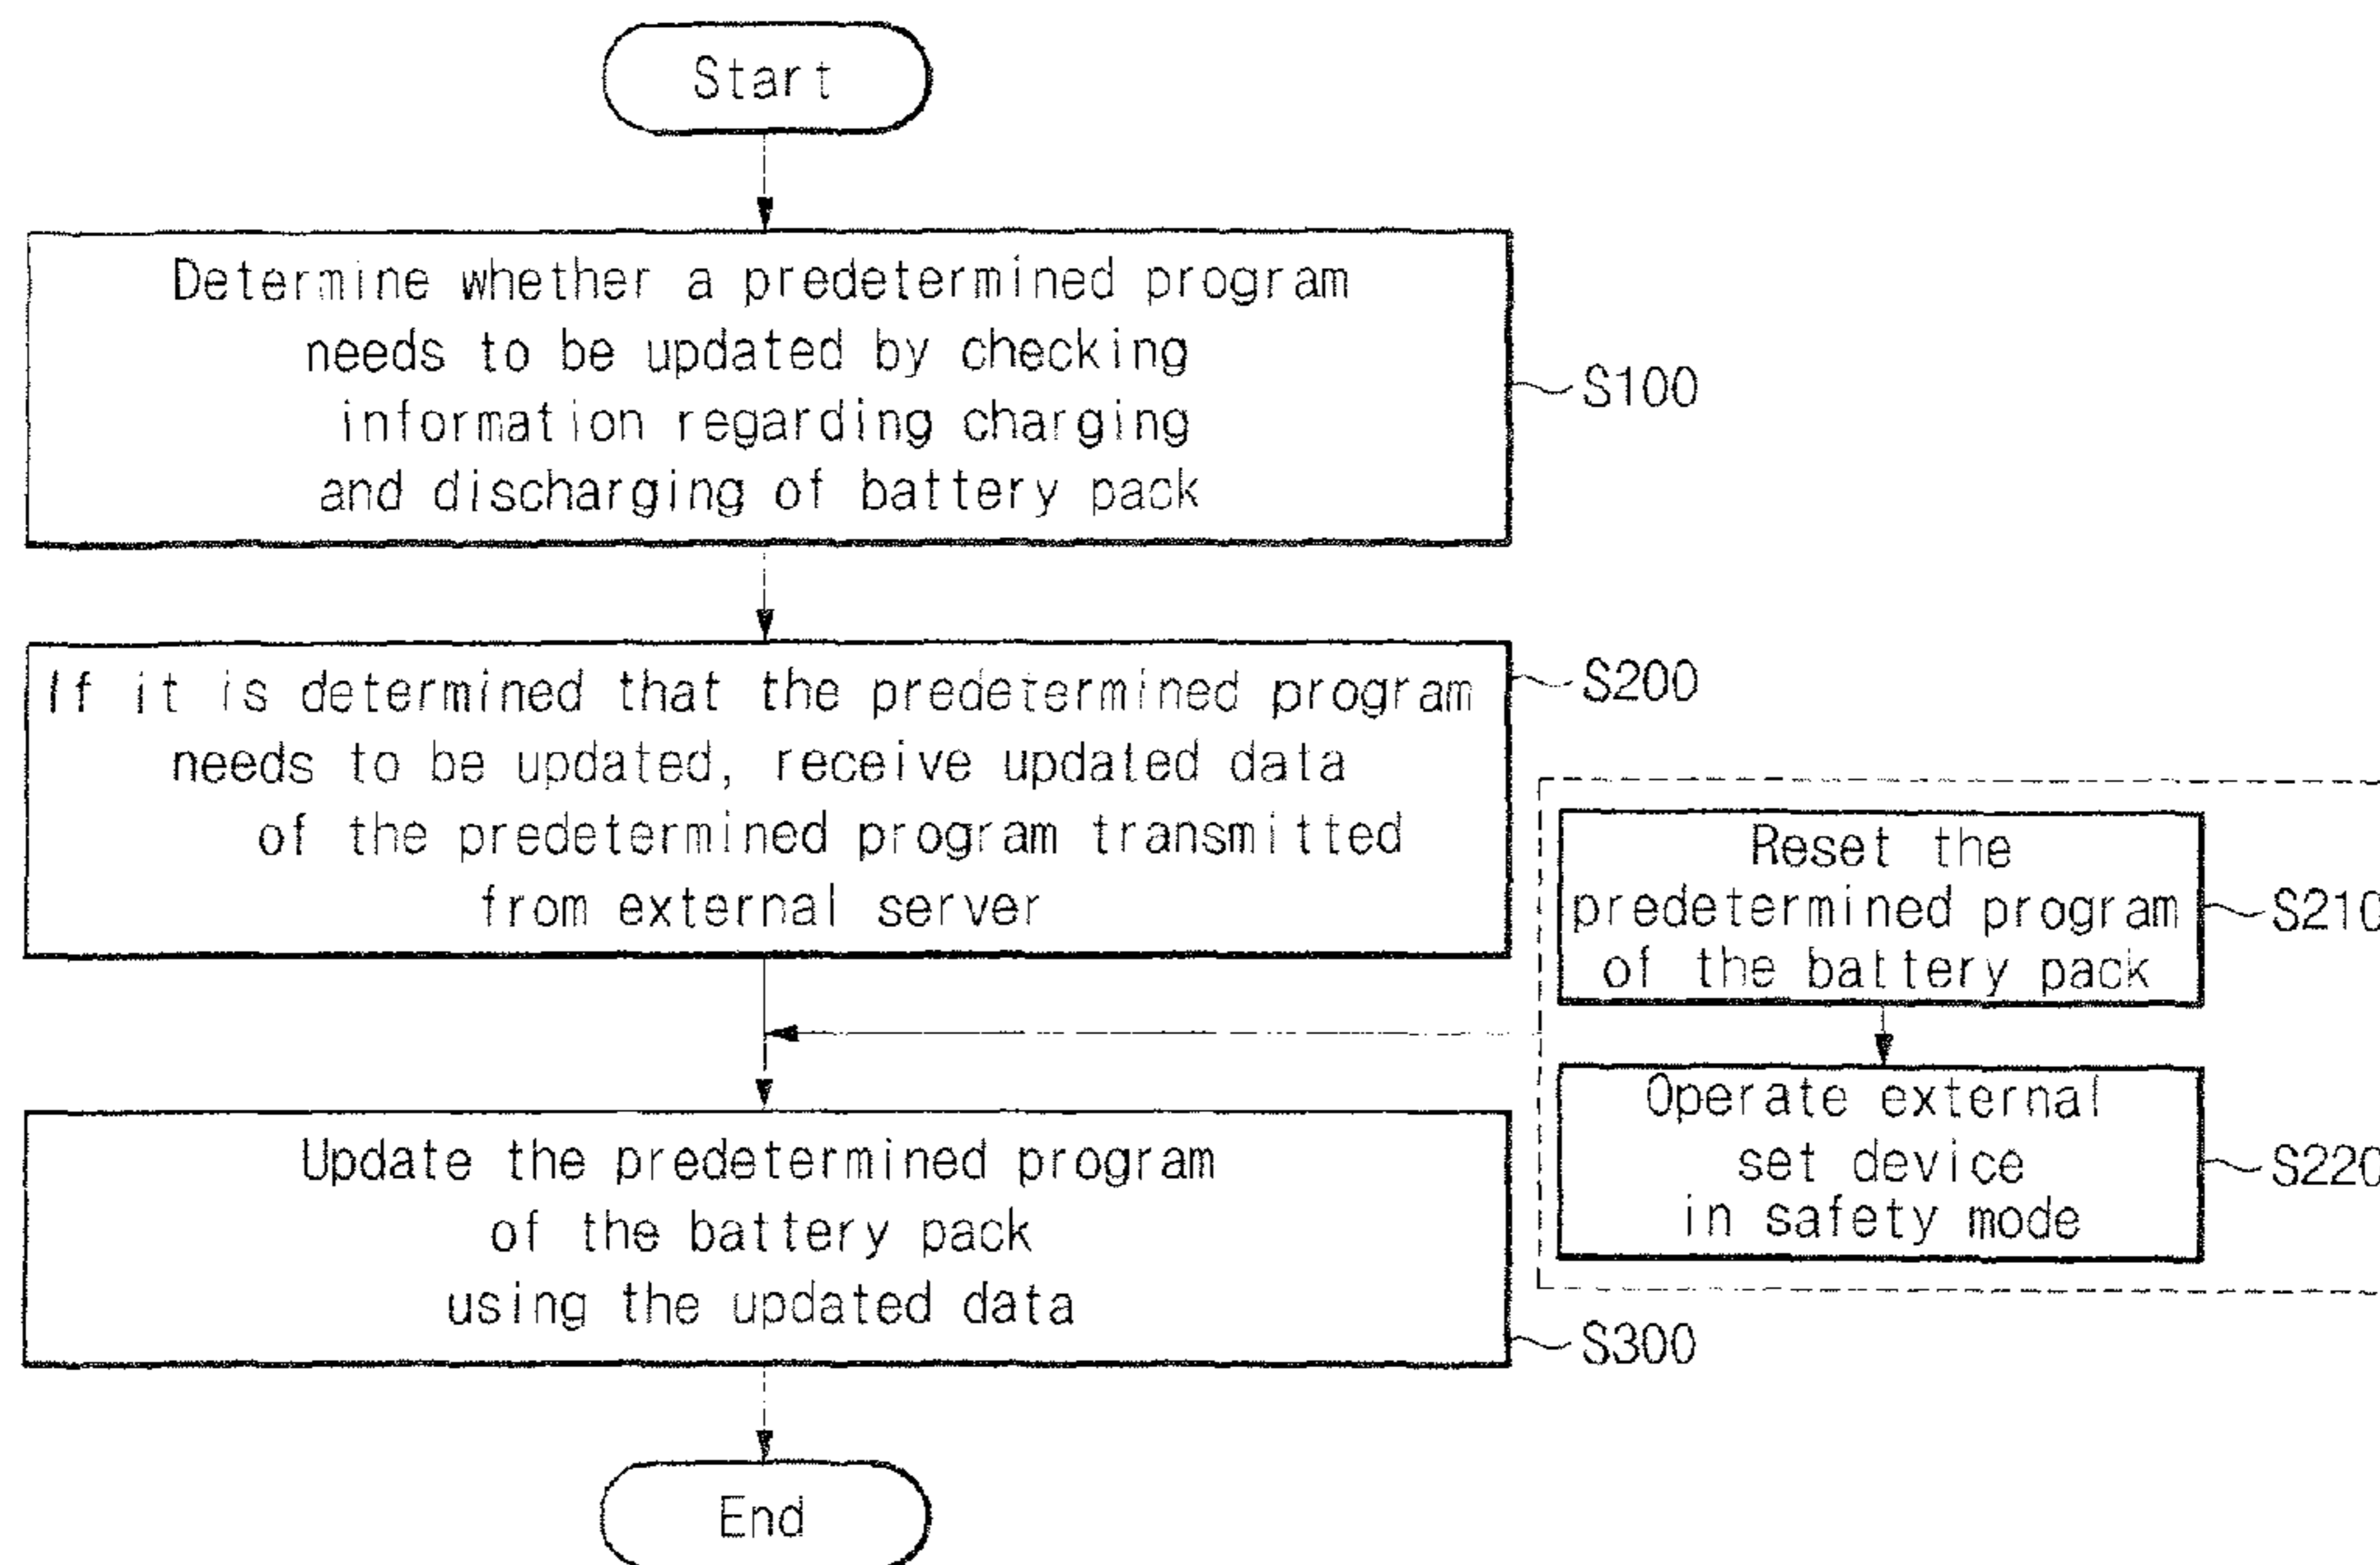 Start
Determine whether a predetermined program
needs to be updated by checking
information regarding charging
and discharging of battery pack
S100
If it is determined that the predetermined program
needs to be updated, receive updated data
of the predetermined program transmitted
from external server
S200
Reset the
predetermined program
of the battery pack
S210
Operate external
set device
in safety mode
S220
Update the predetermined program
of the battery pack
using the updated data
S300
End